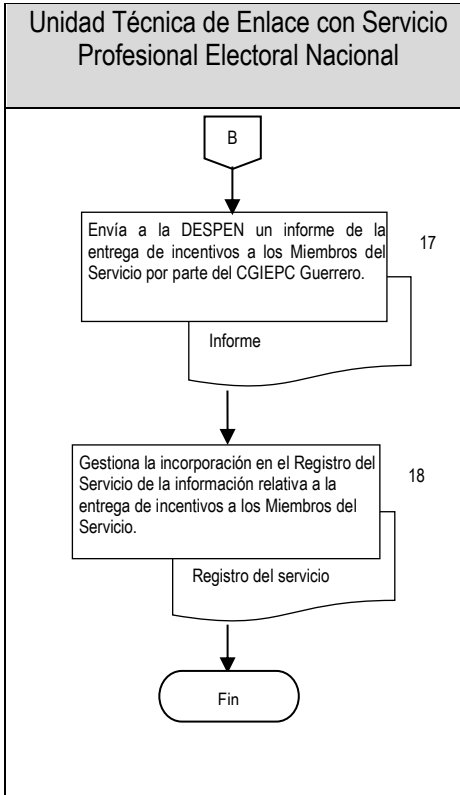 Unidad Técnica de Enlace con Servicio
Profesional Electoral Nacional
B
Envía a la DESPEN un informe de la
entrega de incentivos a los Miembros del
Servicio por parte del CGIEPC Guerrero.
17
Informe
Gestiona la incorporación en el Registro del
Servicio de la información relativa a la
entrega de incentivos a los Miembros del
Servicio.
18
Registro del servicio
Fin